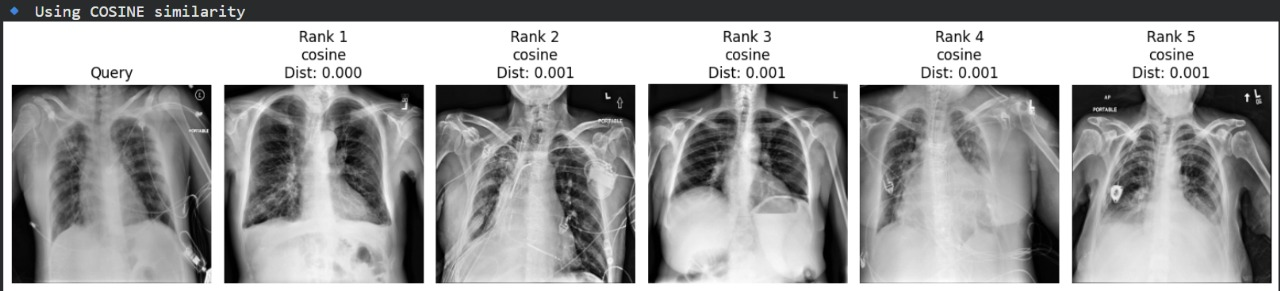 Using COSINE similarity
Query
Rank 1
cosine
Dist: 0.000
Rank 2
cosine
Dist: 0.001
Rank 3
cosine
Dist: 0.001
Rank 4
cosine
Dist: 0.001
Rank 5
cosine
Dist: 0.001
PORTABLE
L
PORTABLE
L
L
AP
PORTABLE
L